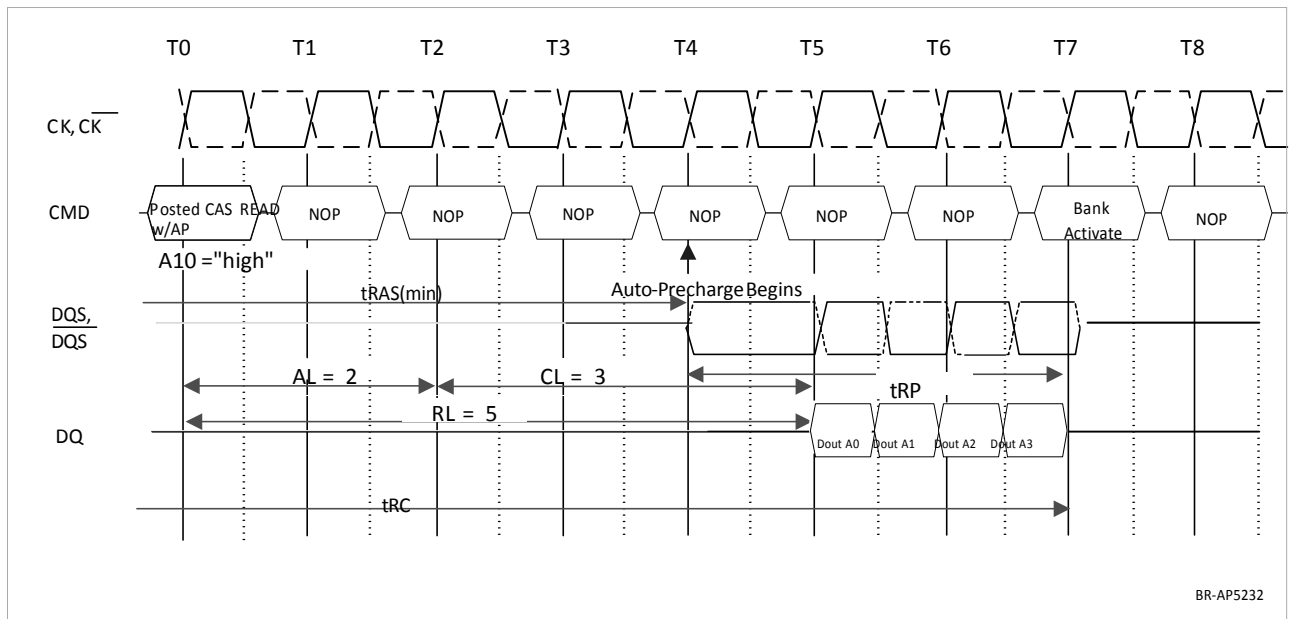 T0 T1 T2 T3 T4 T5 T6 T7 T8
CK, CK
CMD
Posted CAS READ
w/AP
NOP
NOP
NOP
NOP
NOP
NOP
Bank
Activate
NOP
A10 ="high"
tRAS(min)
Auto-Precharge Begins
DQS,
DQS
AL = 2
CL = 3
tRP
RL = 5
DQ
Dout A0
Dout A1
Dout A2
Dout A3
tRC
BR-AP5232